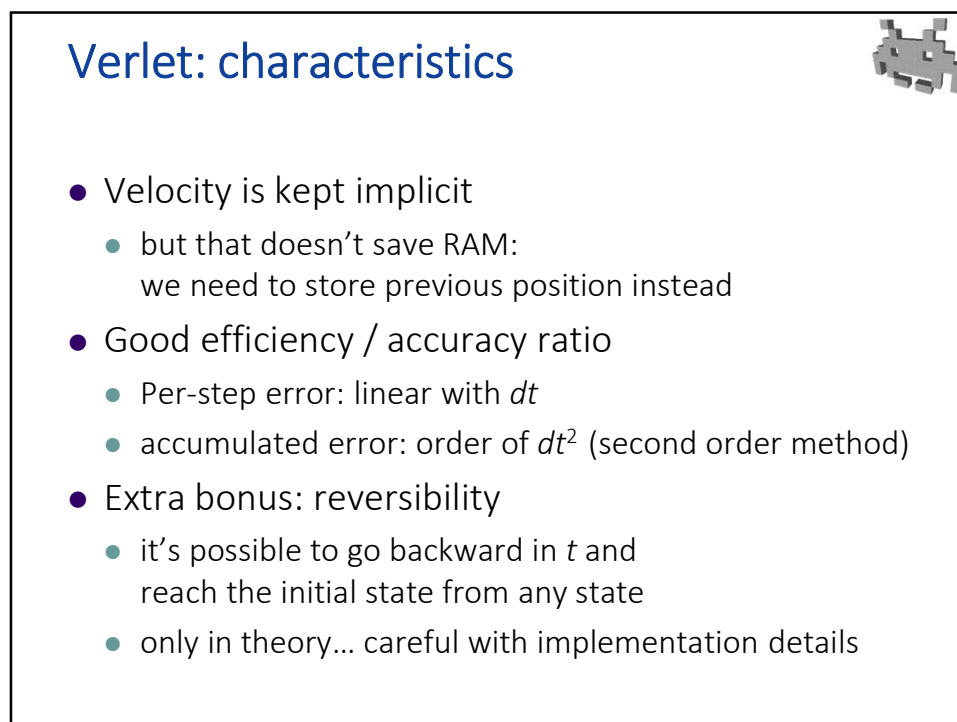 Verlet: characteristics
● Velocity is kept implicit
● but that doesn’t save RAM:
we need to store previous position instead
● Good efficiency / accuracy ratio
● Per-step error: linear with dt
● accumulated error: order of dt² (second order method)
● Extra bonus: reversibility
● it’s possible to go backward in t and
reach the initial state from any state
● only in theory… careful with implementation details